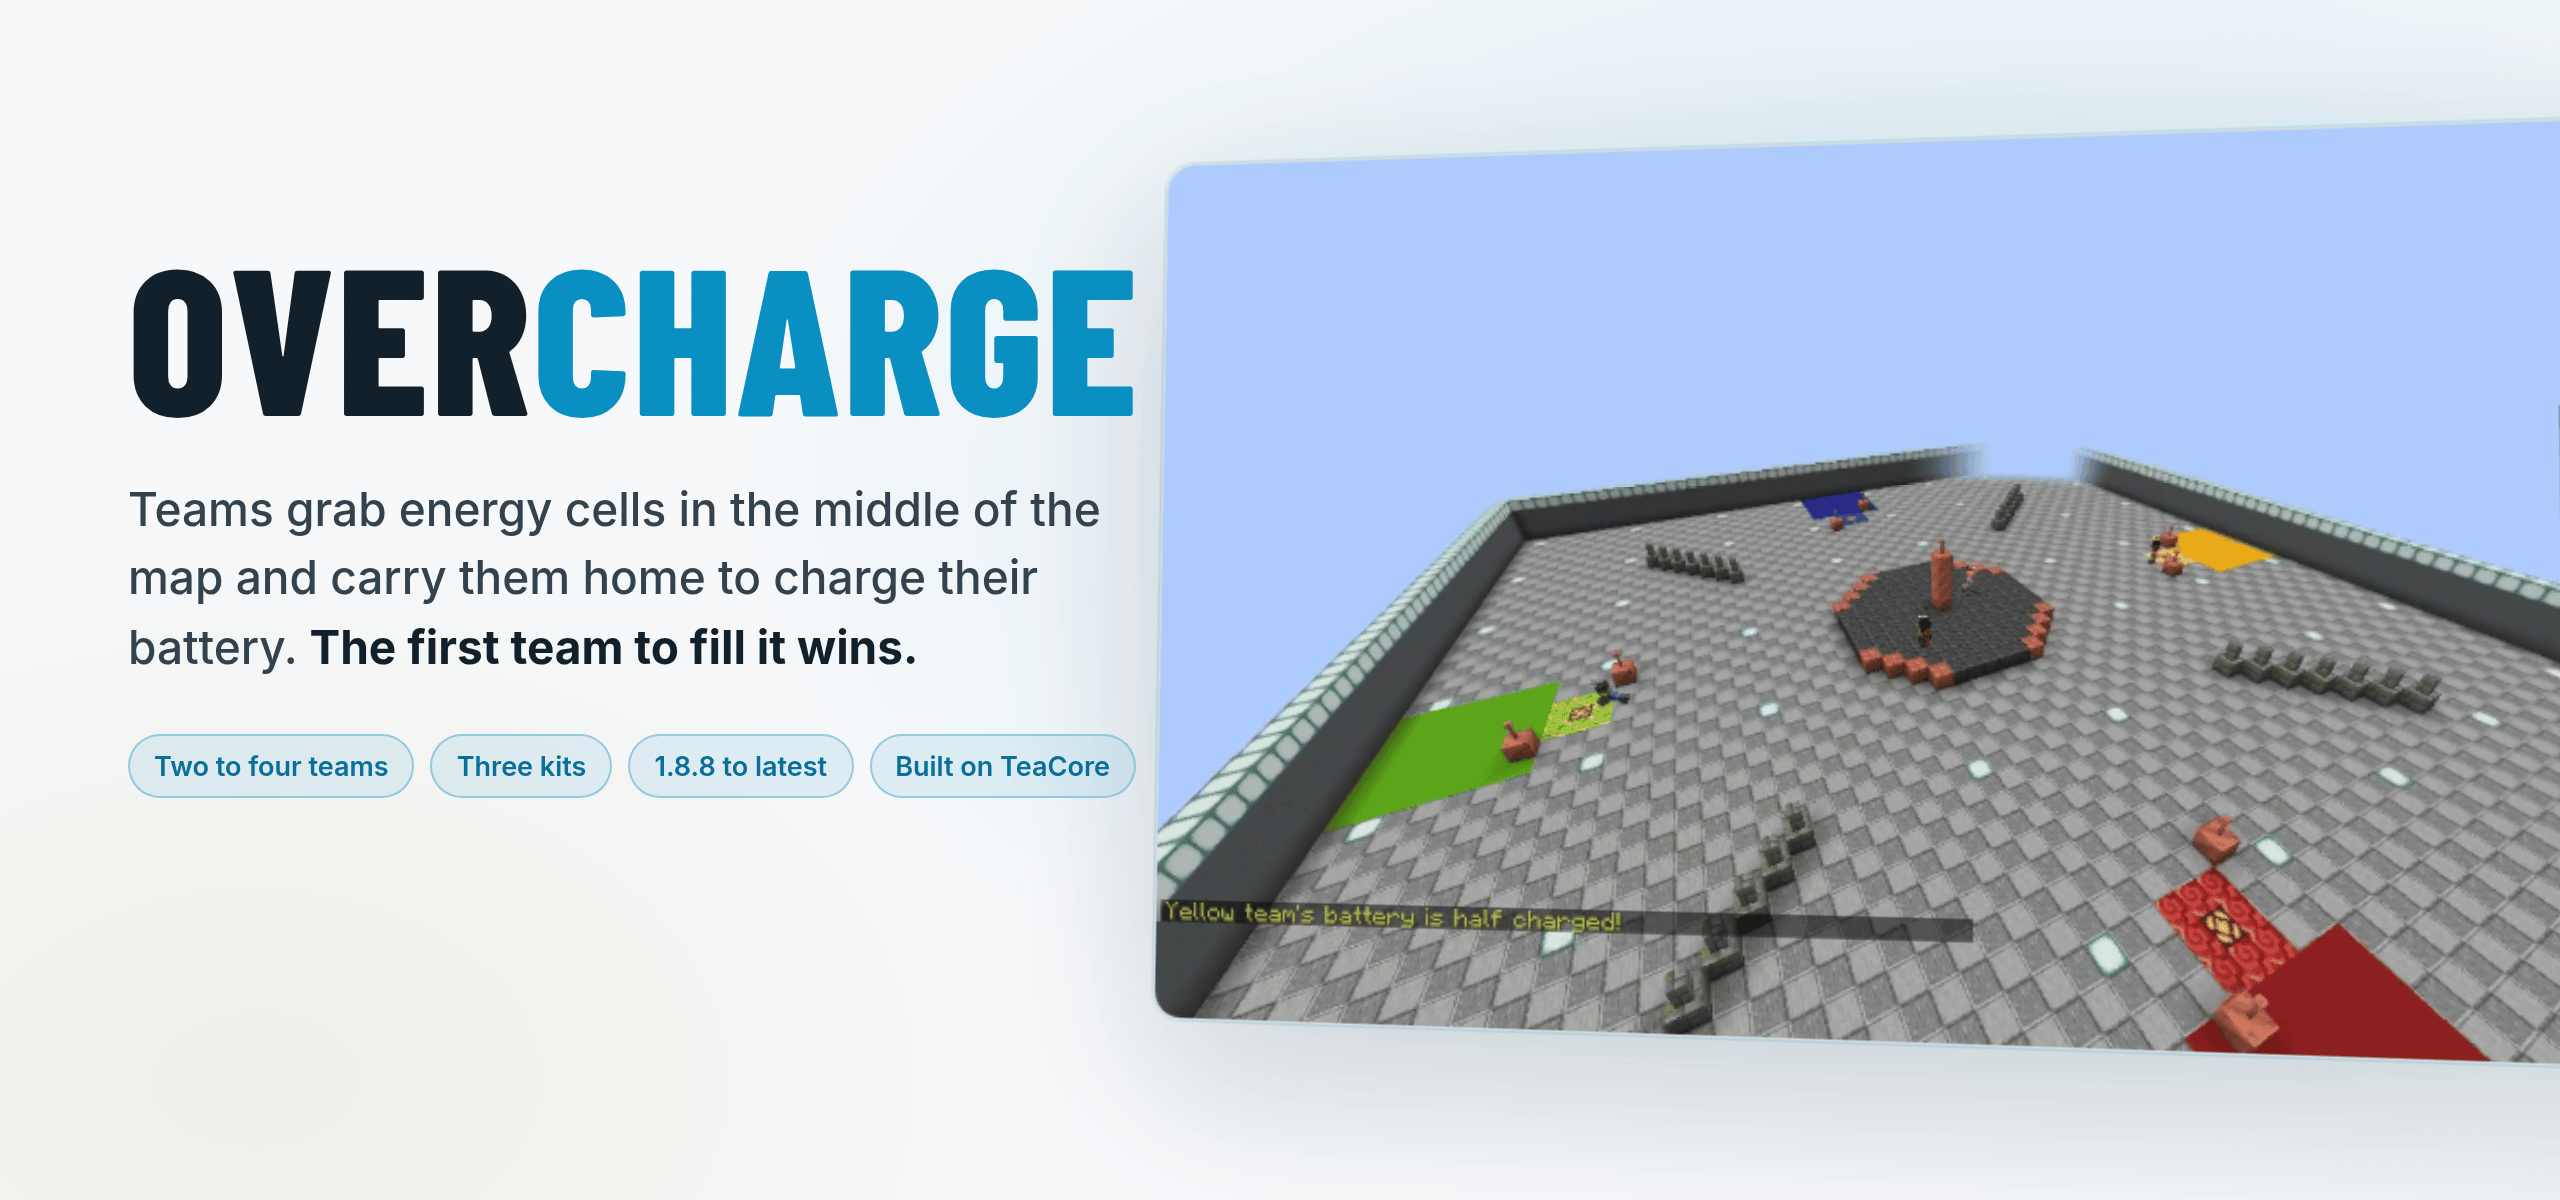 OVERCHARGE
Teams grab energy cells in the middle of the
map and carry them home to charge their
battery. The first team to fill it wins.
Two to four teams
Three kits
1.8.8 to latest
Built on TeaCore
Yellow team's battery is half charged!